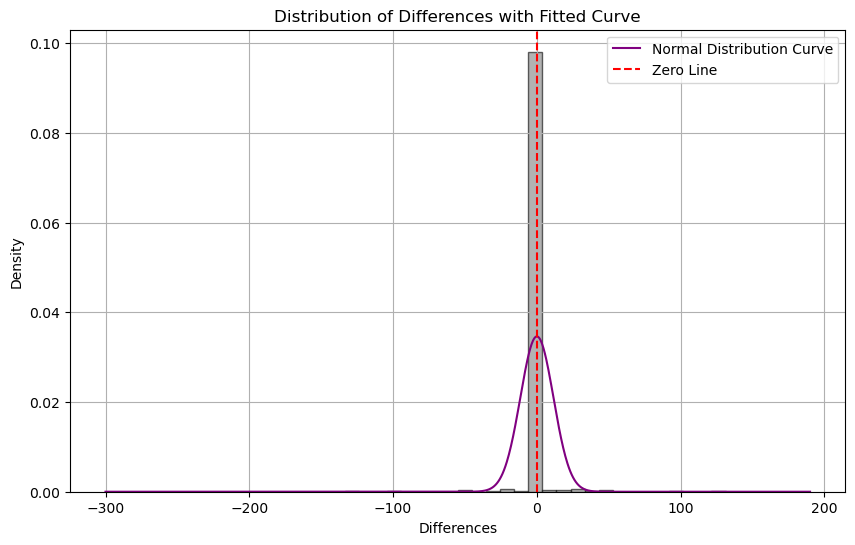 Distribution of Differences with Fitted Curve
Normal Distribution Curve
Zero Line
Density
0.10
0.08
0.06
0.04
0.02
0.00
−300
−200
−100
0
100
200
Differences